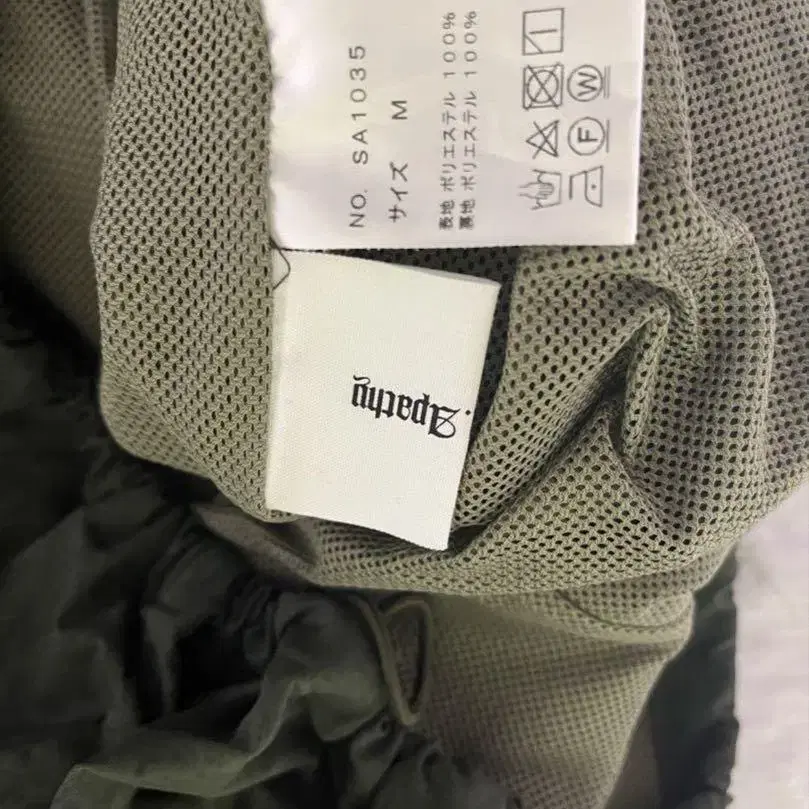 NO. SA1035
サイズ M
表地 ポリエステル 100%
裏地 ポリエステル 100%
F W
.Apathy